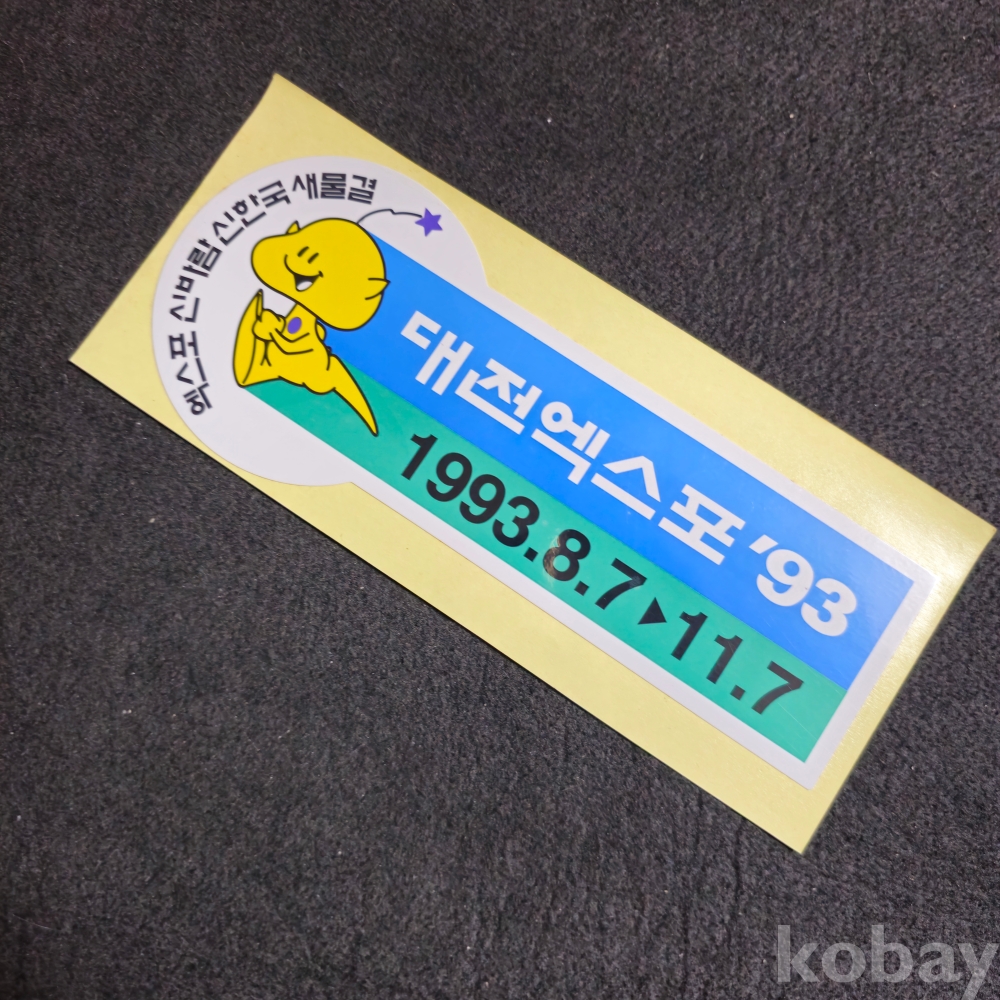 엑스포 신바람 신한국 새물결
대전엑스포 '93
1993.8.7▶11.7
kobay